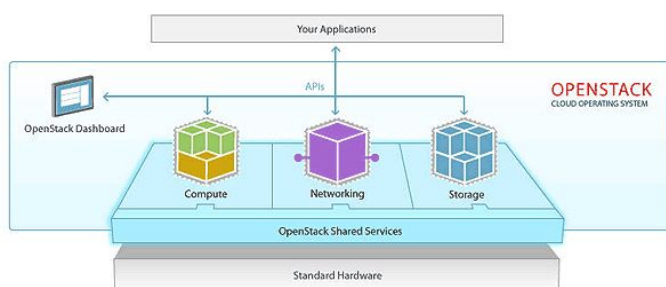 Your Applications
APIs
OPENSTACK
CLOUD OPERATING SYSTEM
OpenStack Dashboard
Compute
Networking
Storage
OpenStack Shared Services
Standard Hardware